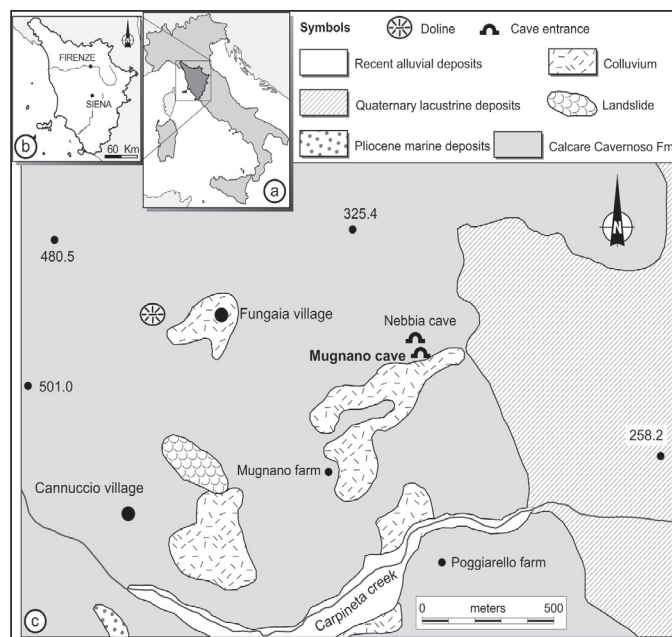 b
FIRENZE
SIENA
60 Km
a
Symbols
Doline
Cave entrance
Recent alluvial deposits
Colluvium
Quaternary lacustrine deposits
Landslide
Pliocene marine deposits
Calcare Cavernoso Fm
N
480.5
325.4
Fungaia village
Nebbia cave
Mugnano cave
501.0
258.2
Mugnano farm
Cannuccio village
Poggiarello farm
Carpineta creek
0 meters 500
c